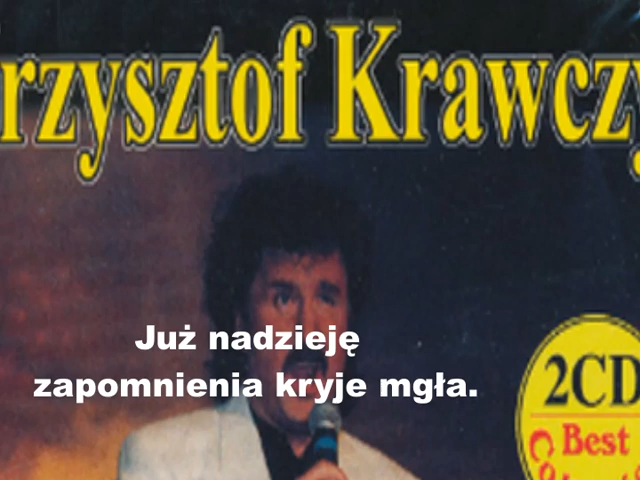 rzysztof Krawczy
Już nadzieję
zapomnienia kryje mgła.
2CD
Best